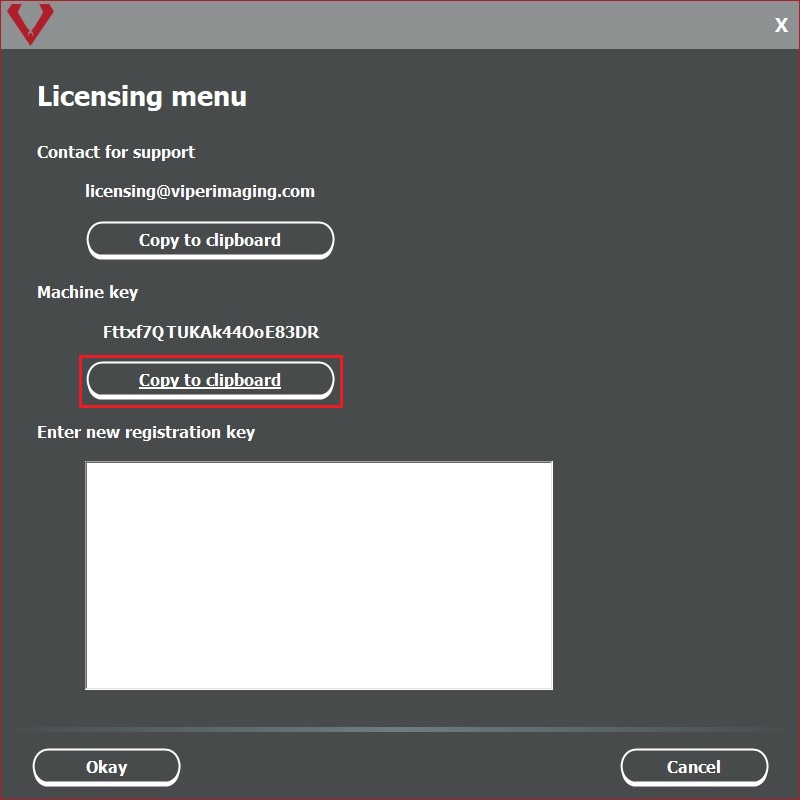 X
Licensing menu
Contact for support
licensing@viperimaging.com
Copy to clipboard
Machine key
Fttxf7QTUKAk44OoE83DR
Copy to clipboard
Enter new registration key
Okay
Cancel